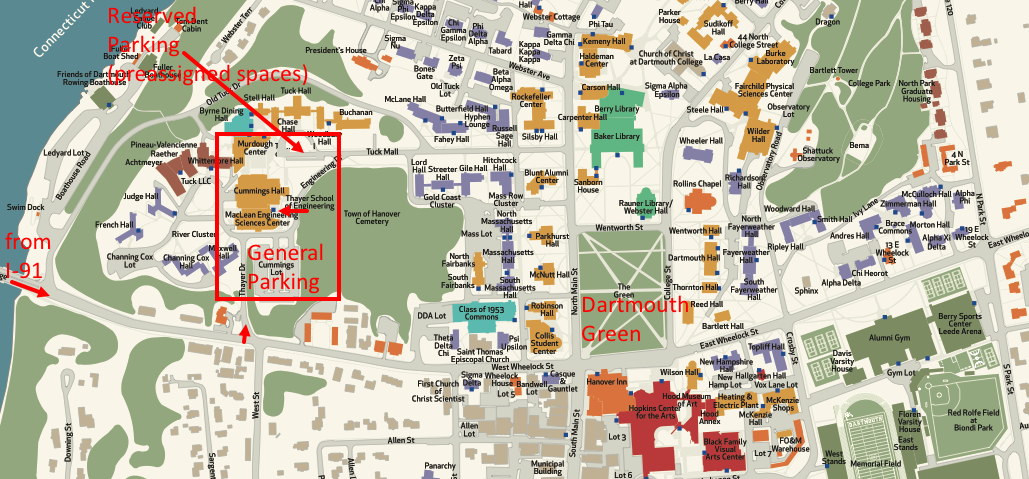 Connecticut
Ledyard
Club
Dent
Cabin
Boat Shed
Fuller
Boathouse
Friends of Dartmouth
Rowing Boathouse
Ledyard Lot
Boathouse Road
Swim Dock
Webster Terr
Old Tuck Dr
Reserved
Parking
(preassigned spaces)
from
I-91
General
Parking
Dartmouth
Green
President's House
Stell Hall
Tuck Hall
Byrne Dining
Hall
Chase
Hall
Buchanan
Woodbury
Hall
Murdough
Center
Pineau-Valencienne
Raether
Achtmeyer
Whittemore Hall
Tuck LLC
Judge Hall
French Hall
River Cluster
Channing Cox
Lot
Channing Cox
Hall
Maxwell
Hall
Cummings Hall
Thayer School
of Engineering
MacLean Engineering
Sciences Center
Engineering Dr
Cummings
Lot
Thayer Dr
Tuck Mall
Town of Hanover
Cemetery
Alpha
Sigma
Epsilon
Kappa
Delta
Epsilon
Sigma
Nu
Chi
Gamma
Epsilon
Phi
Delta
Alpha
Tabard
Kappa
Kappa
Kappa
Hall
Webster Cottage
Gamma
Delta Chi
Phi Tau
Bones
Gate
Zeta
Psi
Webster Ave
Beta
Alpha
Omega
Old Tuck
Lot
McLane Hall
Butterfield Hall
Hyphen
Lounge
Fahey Hall
Russell
Sage
Hall
Rockefeller
Center
Silsby Hall
Kemeny Hall
Haldeman
Center
Carson Hall
Carpenter Hall
Berry Library
Baker Library
Parker
House
Sudikoff
Hall
Berry Hall
Church of Christ
at Dartmouth College
La.Casa
44 North
College Street
Burke
Laboratory
Sigma Alpha
Epsilon
Fairchild Physical
Sciences Center
Steele Hall
Observatory
Lot
Wilder
Hall
Wheeler Hall
Observatory Road
Shattuck
Observatory
Dragon
Bartlett Tower
College Park
Bema
North Park
Graduate
Housing
e 120
4 N
Park St
N Park St
Lord
Hall
Streeter
Hall
Gile Hall
Hitchcock
Hall
Gold Coast
Cluster
Mass Row
Cluster
Blunt Alumni
Center
Sanborn
House
Rauner Library/
Webster Hall
Rollins Chapel
Richardson
Hall
North
Massachusetts
Hall
Mass Lot
Parkhurst
Hall
North
Fairbanks
South
Fairbanks
South
Massachusetts
Hall
McNutt Hall
Wentworth St
Wentworth Hall
Dartmouth Hall
Thornton Hall
Reed Hall
Bartlett Hall
North
Fayerweather
Hall
South
Fayerweather
Hall
Woodward Hall
Ripley Hall
Smith Hall
Ivy Lane
Andres Hall
McCulloch Hall
Zimmerman Hall
Brace
Morton Hall
Alpha
Phi
Alpha Xi
Delta
13 E
Wheelock
St
19 E
Wheelock
St
East Wheelock
Chi Heorot
Alpha Delta
Sphinx
College St
The
Green
North Main St
DDA Lot
Class of 1953
Commons
Robinson
Hall
Collis
Student
Center
Theta
Delta
Chi
Psi
Upsilon
Saint Thomas
Episcopal Church
West Wheelock St
East Wheelock St
First Church
of
Christ Scientist
Sigma
Delta
Wheelock
House
Lot 5
Bandwell
Lot
Casque
&
Gauntlet
Hanover Inn
Allen
Lot
Allen St
Panarchy
Municipal
Building
South Main St
Lot 3
Lot 6
Hopkins Center
for the Arts
Hood Museum
of Art
Hood
Annex
Wilson Hall
New Hampshire
Hall
New
Hamp Lot
Topliff Hall
Hallgarten Hall
Vox Lane Lot
Heating &
Electric Plant
McKenzie
Shops
McKenzie
Hall
Black Family
Visual
Arts Center
Lot 7
FO&M
Warehouse
Crosby St
Davis
Varsity
House
Alumni Gym
Gym Lot
Berry Sports
Center
Leede Arena
S Park St
DARTMOUTH
Floren
Varsity
House
East
Stands
West
Stands
Memorial Field
Red Rolfe Field
at
Biondi Park
Downing St
West St
Sargent
Allen